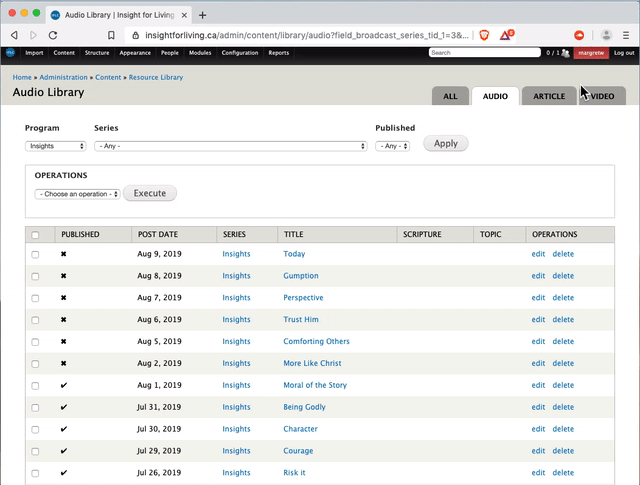 Audio Library | Insight for Living
insightforliving.ca/admin/content/library/audio?field_broadcast_series_tid_1=3&...
Import Content Structure Appearance People Modules Configuration Reports Search 0 / 1 margretw Log out
Home » Administration » Content » Resource Library
Audio Library
ALL AUDIO ARTICLE VIDEO
Program Series Published
Insights - Any - - Any - Apply
OPERATIONS
- Choose an operation - Execute
PUBLISHED POST DATE SERIES TITLE SCRIPTURE TOPIC OPERATIONS
Aug 9, 2019 Insights Today edit delete
Aug 8, 2019 Insights Gumption edit delete
Aug 7, 2019 Insights Perspective edit delete
Aug 6, 2019 Insights Trust Him edit delete
Aug 5, 2019 Insights Comforting Others edit delete
Aug 2, 2019 Insights More Like Christ edit delete
Aug 1, 2019 Insights Moral of the Story edit delete
Jul 31, 2019 Insights Being Godly edit delete
Jul 30, 2019 Insights Character edit delete
Jul 29, 2019 Insights Courage edit delete
Jul 26, 2019 Insights Risk it edit delete